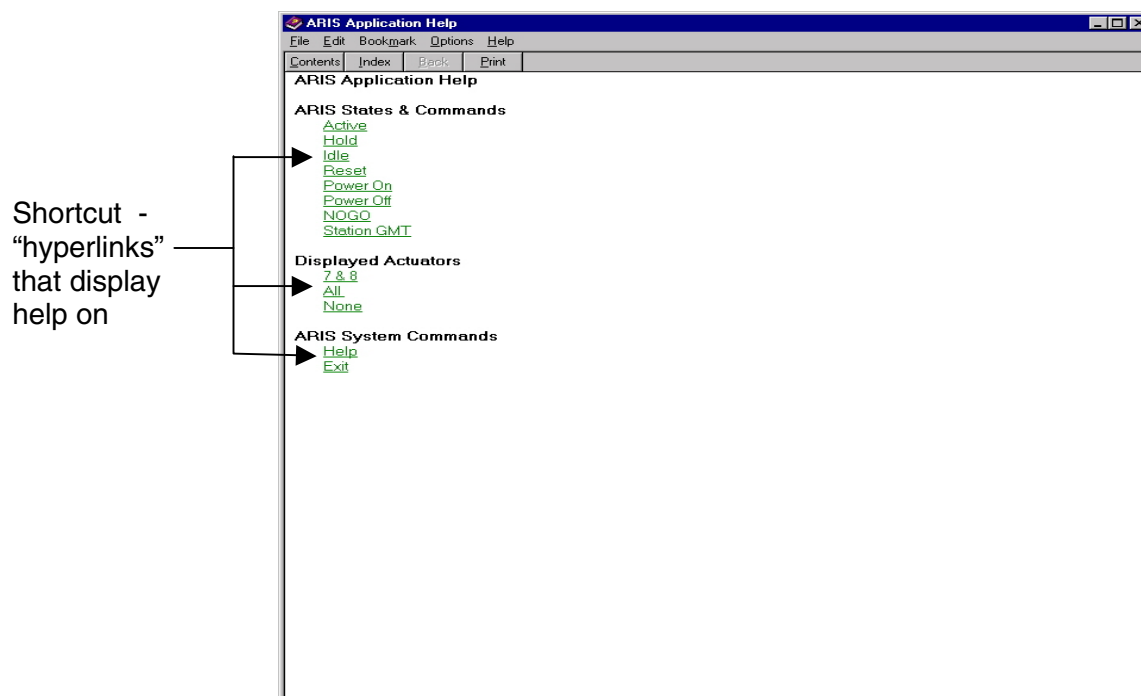 ARIS Application Help
File Edit Bookmark Options Help
Contents Index Back Print
ARIS Application Help
ARIS States & Commands
Active
Hold
Idle
Reset
Power On
Power Off
NOGO
Station GMT
Shortcut -
“hyperlinks”
that display
help on
Displayed Actuators
7 & 8
All
None
ARIS System Commands
Help
Exit